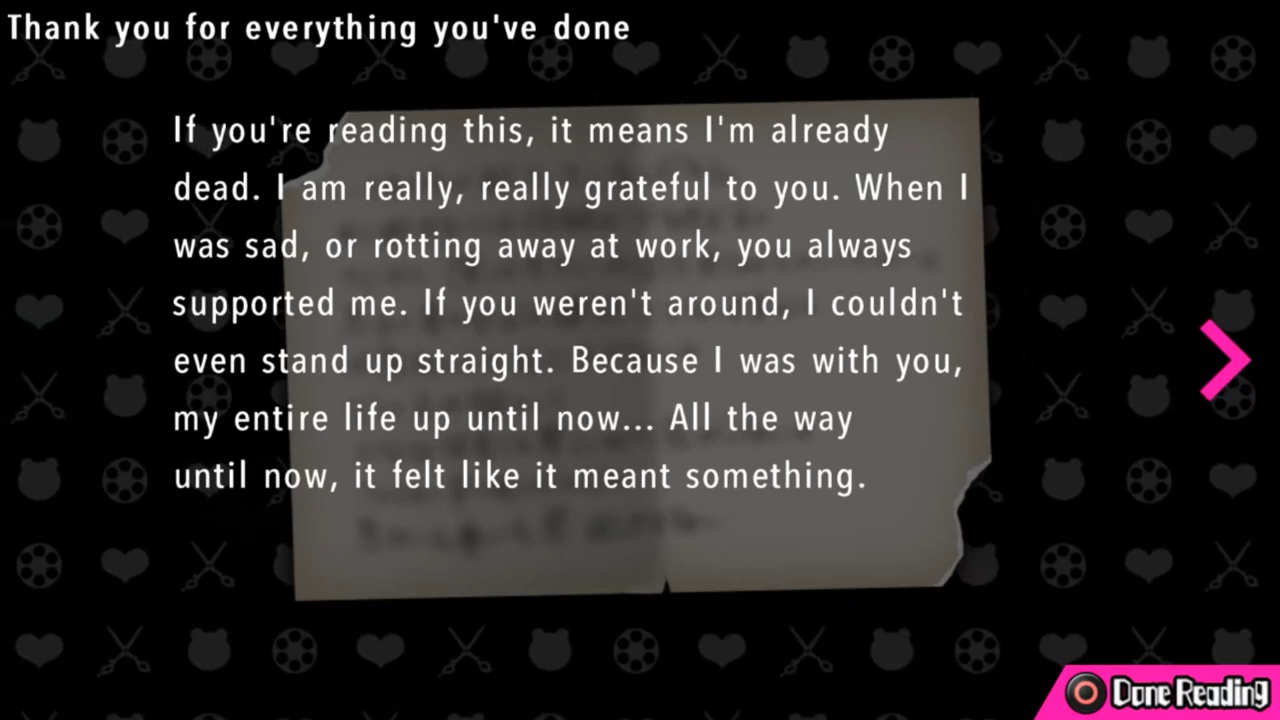 Thank you for everything you've done
If you're reading this, it means I'm already
dead. I am really, really grateful to you. When I
was sad, or rotting away at work, you always
supported me. If you weren't around, I couldn't
even stand up straight. Because I was with you,
my entire life up until now... All the way
until now, it felt like it meant something.
Done Reading